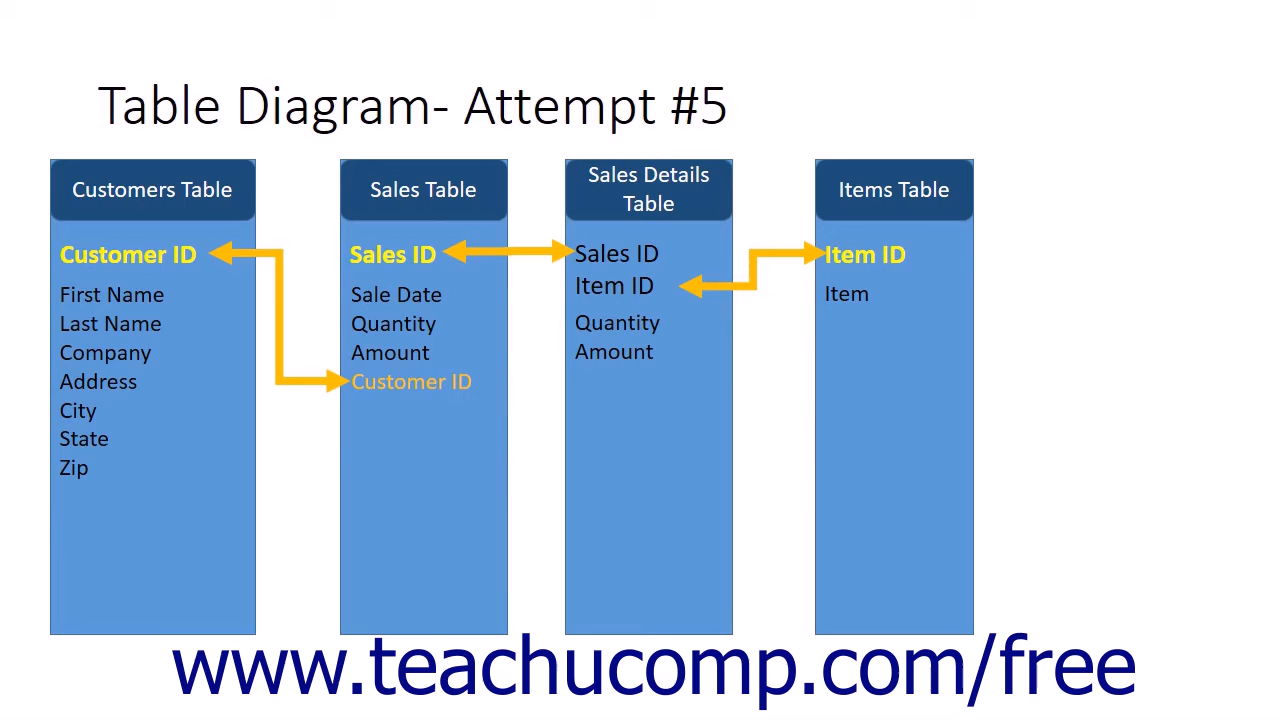 Table Diagram- Attempt #5
Customers Table
Customer ID
First Name
Last Name
Company
Address
City
State
Zip
Sales Table
Sales ID
Sale Date
Quantity
Amount
Customer ID
Sales Details
Table
Sales ID
Item ID
Quantity
Amount
Items Table
Item ID
Item
www.teachucomp.com/free